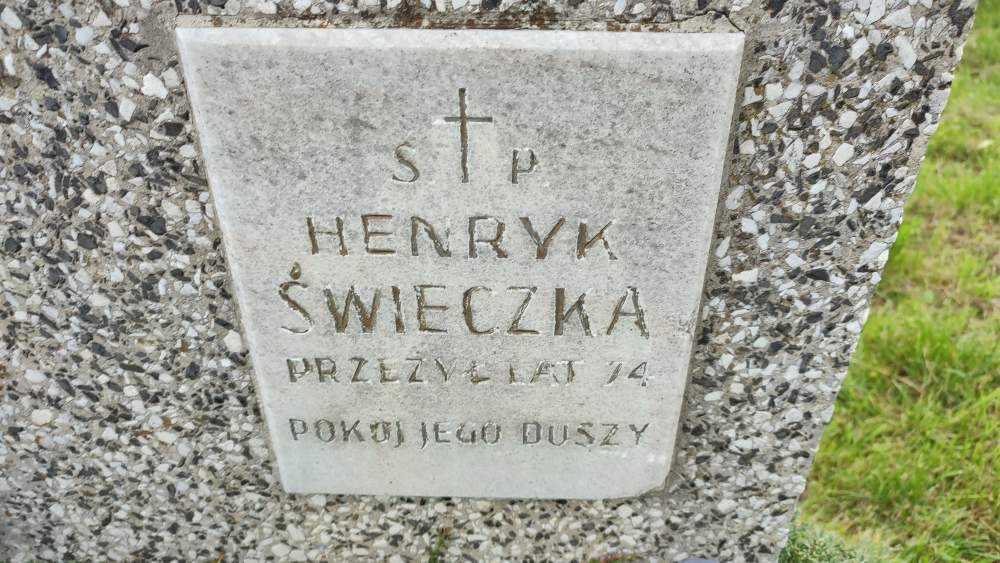 S P
HENRYK
ŚWIECZKA
PRZEŻYŁ LAT 74
POKÓJ JEGO DUSZY